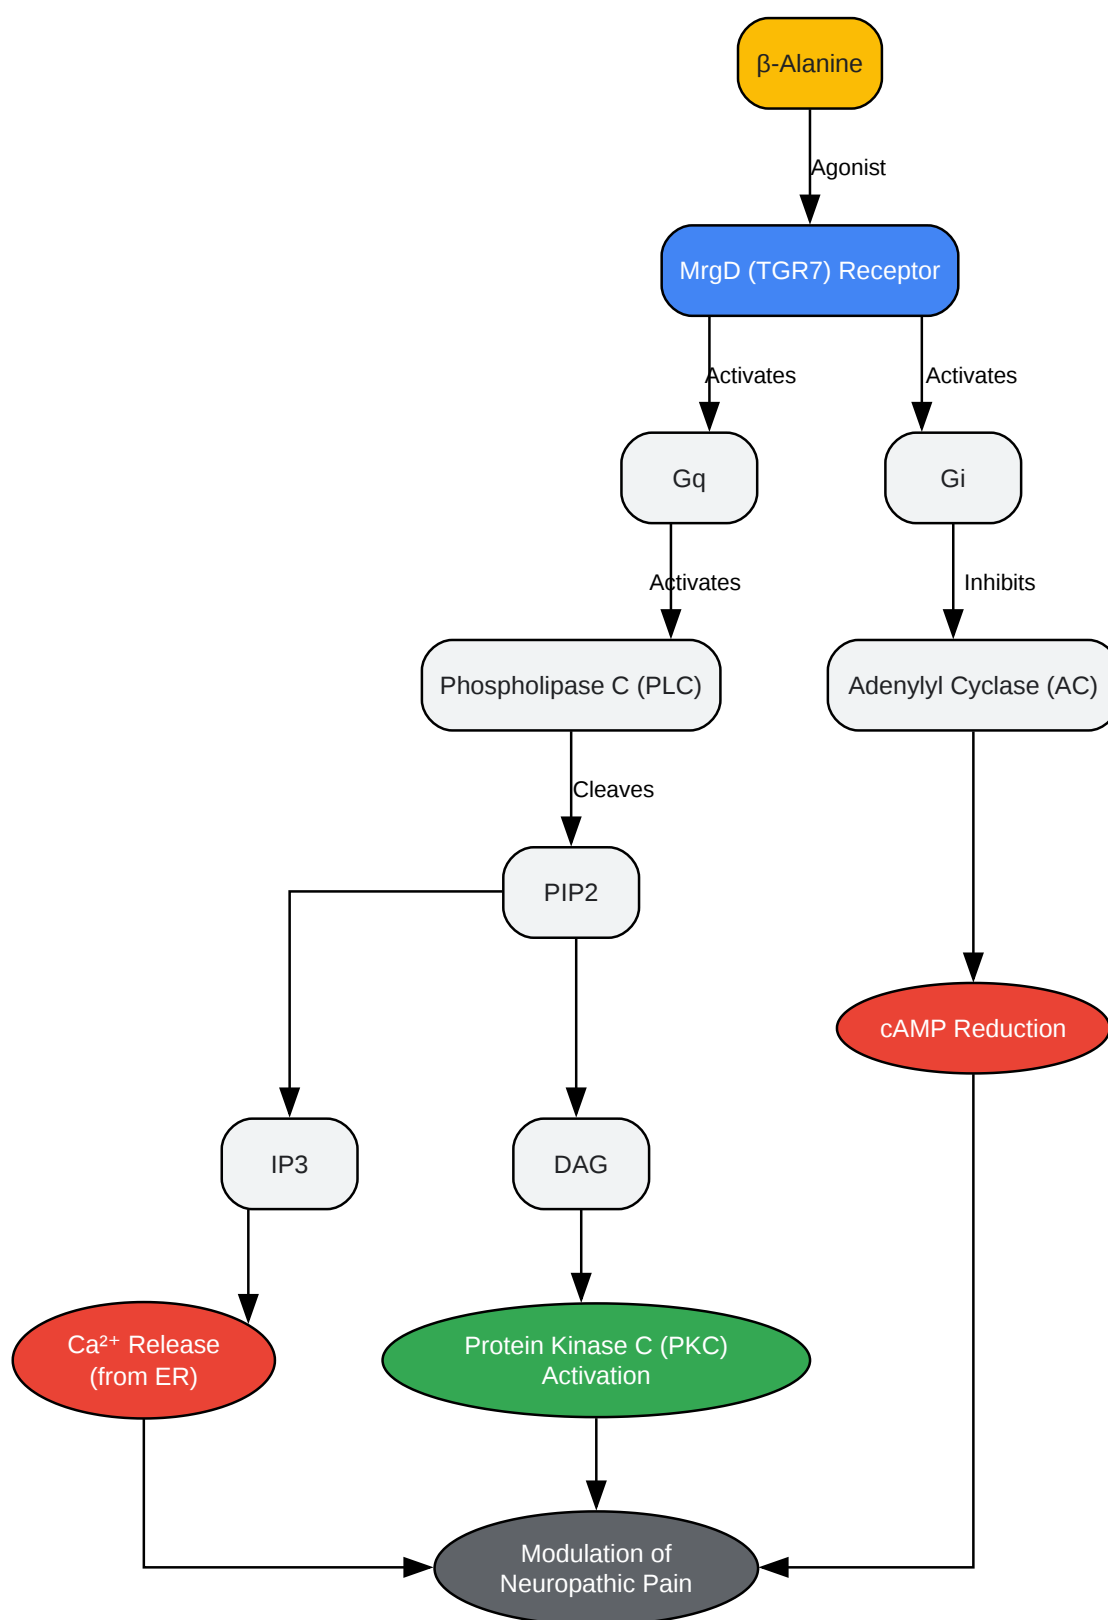 β-Alanine
Agonist
MrgD (TGR7) Receptor
Activates
Activates
Gq
Gi
Activates
Inhibits
Phospholipase C (PLC)
Adenylyl Cyclase (AC)
Cleaves
PIP2
cAMP Reduction
IP3
DAG
Ca²⁺ Release
(from ER)
Protein Kinase C (PKC)
Activation
Modulation of
Neuropathic Pain